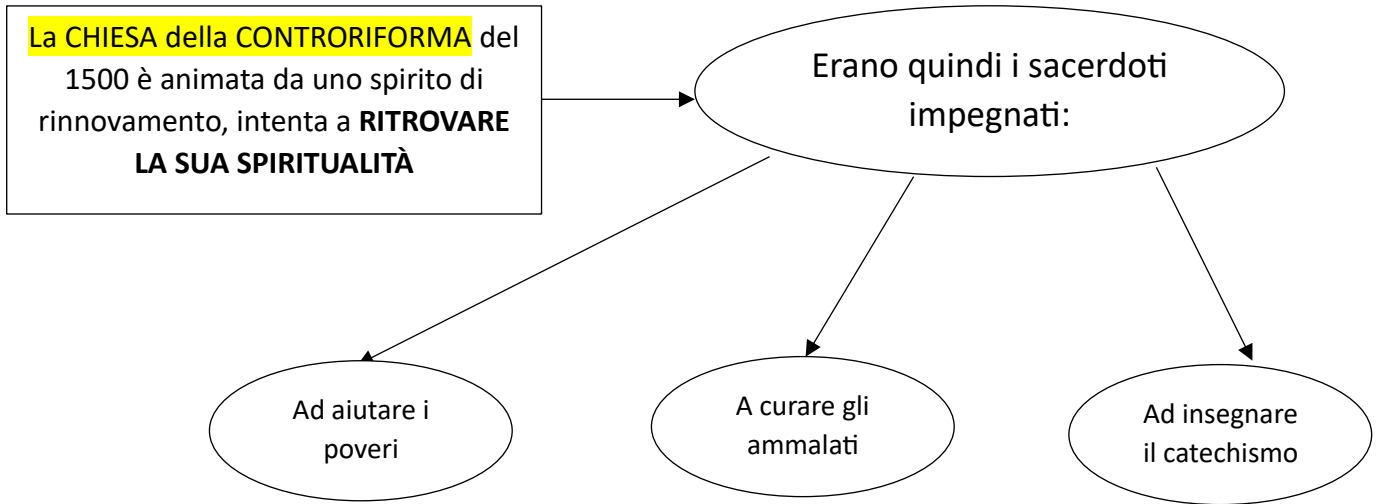 La CHIESA della CONTRORIFORMA del
1500 è animata da uno spirito di
rinnovamento, intenta a RITROVARE
LA SUA SPIRITUALITÀ
Erano quindi i sacerdoti
impegnati:
Ad aiutare i
poveri
A curare gli
ammalati
Ad insegnare
il catechismo